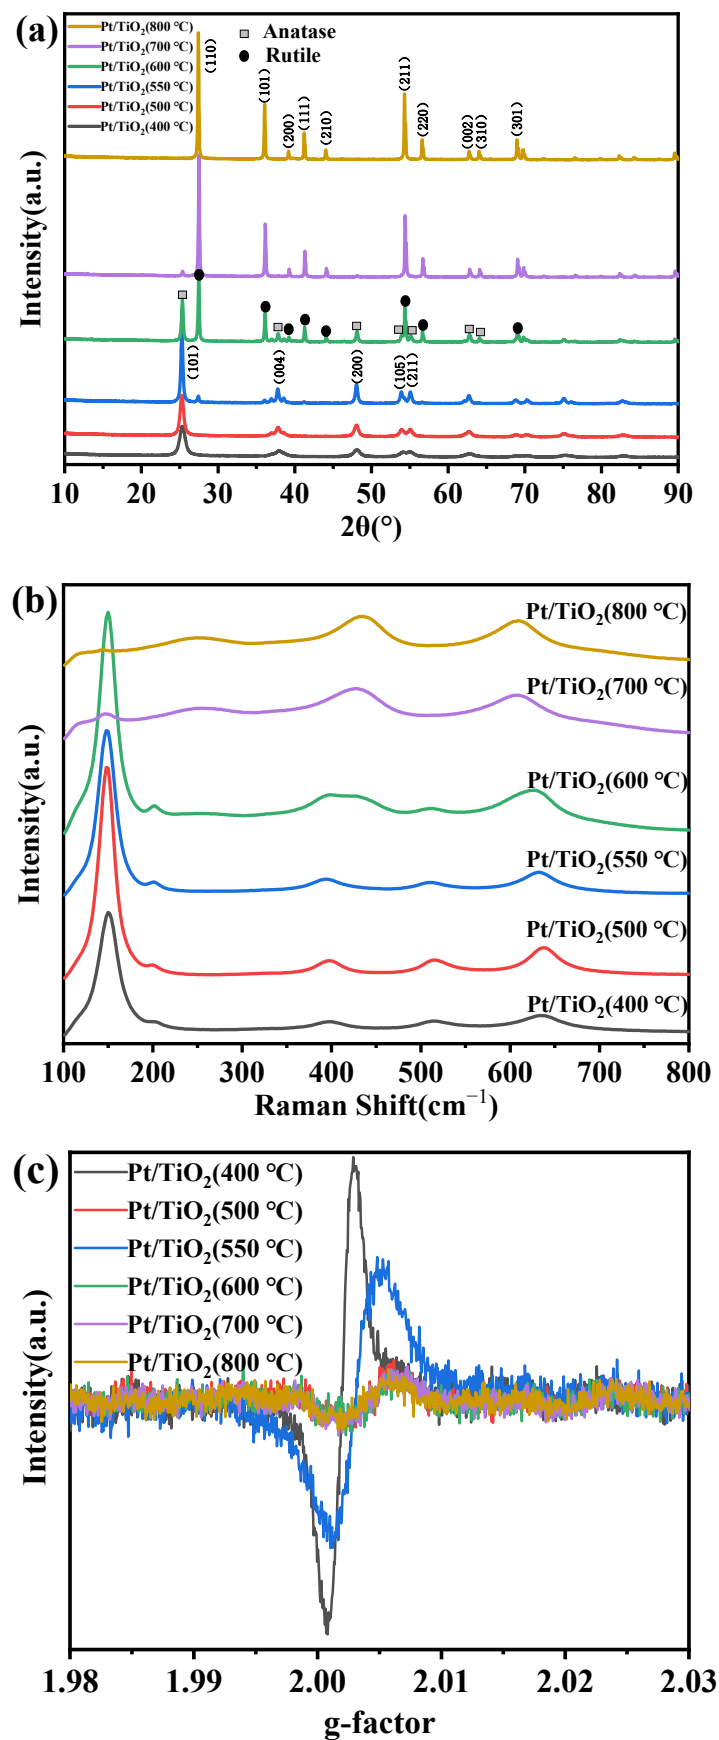 (a)
Pt/TiO₂(800 ℃)
Pt/TiO₂(700 ℃)
Pt/TiO₂(600 ℃)
Pt/TiO₂(550 ℃)
Pt/TiO₂(500 ℃)
Pt/TiO₂(400 ℃)
Anatase
Rutile
(110)
(101)
(200)
(111)
(210)
(211)
(220)
(002)
(310)
(301)
(101)
(004)
(200)
(105)
(211)
Intensity(a.u.)
10 20 30 40 50 60 70 80 90
2θ(°)
(b)
Pt/TiO₂(800 ℃)
Pt/TiO₂(700 ℃)
Pt/TiO₂(600 ℃)
Pt/TiO₂(550 ℃)
Pt/TiO₂(500 ℃)
Pt/TiO₂(400 ℃)
Intensity(a.u.)
100 200 300 400 500 600 700 800
Raman Shift(cm⁻¹)
(c)
Pt/TiO₂(400 ℃)
Pt/TiO₂(500 ℃)
Pt/TiO₂(550 ℃)
Pt/TiO₂(600 ℃)
Pt/TiO₂(700 ℃)
Pt/TiO₂(800 ℃)
Intensity(a.u.)
1.98 1.99 2.00 2.01 2.02 2.03
g-factor